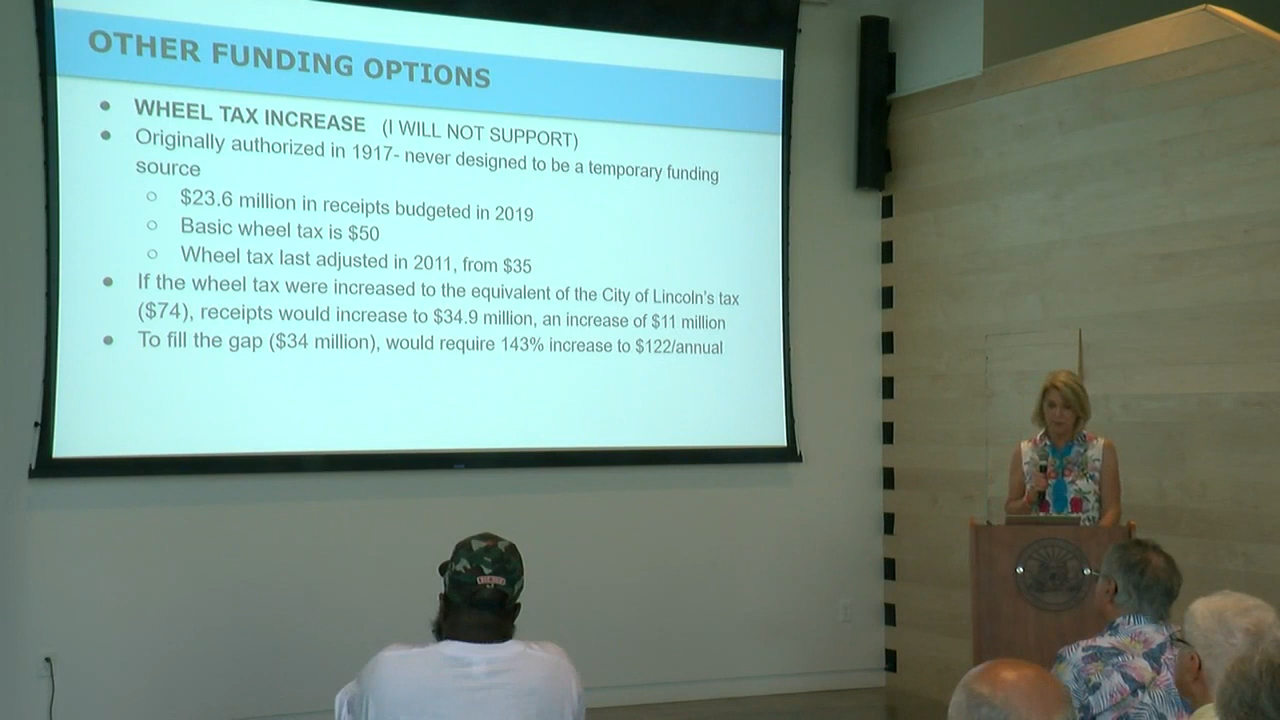 OTHER FUNDING OPTIONS
● WHEEL TAX INCREASE (I WILL NOT SUPPORT)
● Originally authorized in 1917- never designed to be a temporary funding
source
○ $23.6 million in receipts budgeted in 2019
○ Basic wheel tax is $50
○ Wheel tax last adjusted in 2011, from $35
● If the wheel tax were increased to the equivalent of the City of Lincoln's tax
($74), receipts would increase to $34.9 million, an increase of $11 million
● To fill the gap ($34 million), would require 143% increase to $122/annual